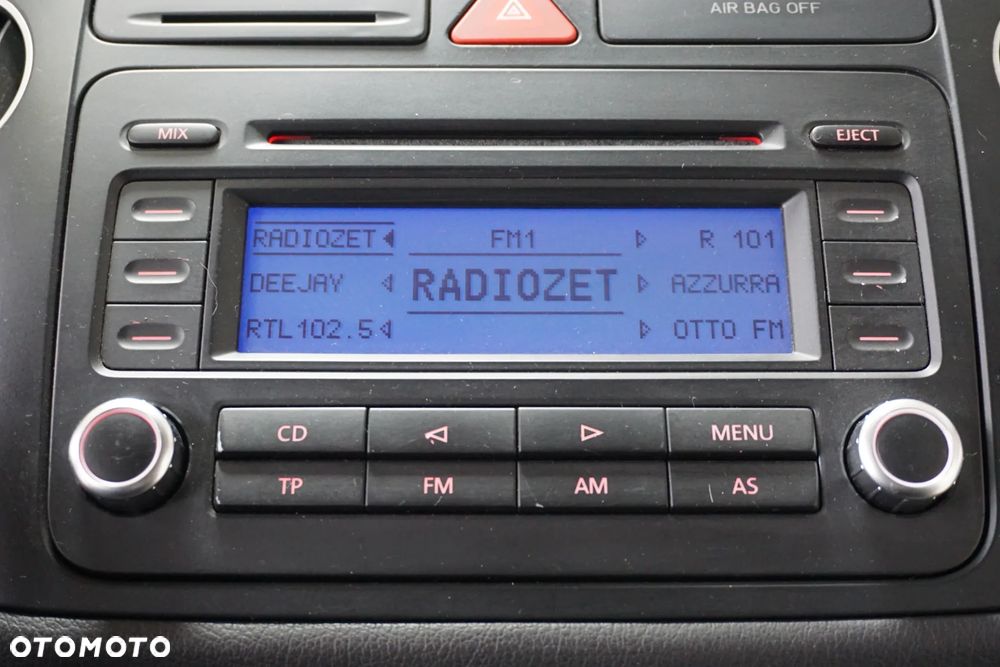 AIR BAG OFF
MIX
EJECT
RADIOZET FM1 R 101
DEEJAY RADIOZET AZZURRA
RTL102.5 OTTO FM
CD MENU
TP FM AM AS
OTOMOTO